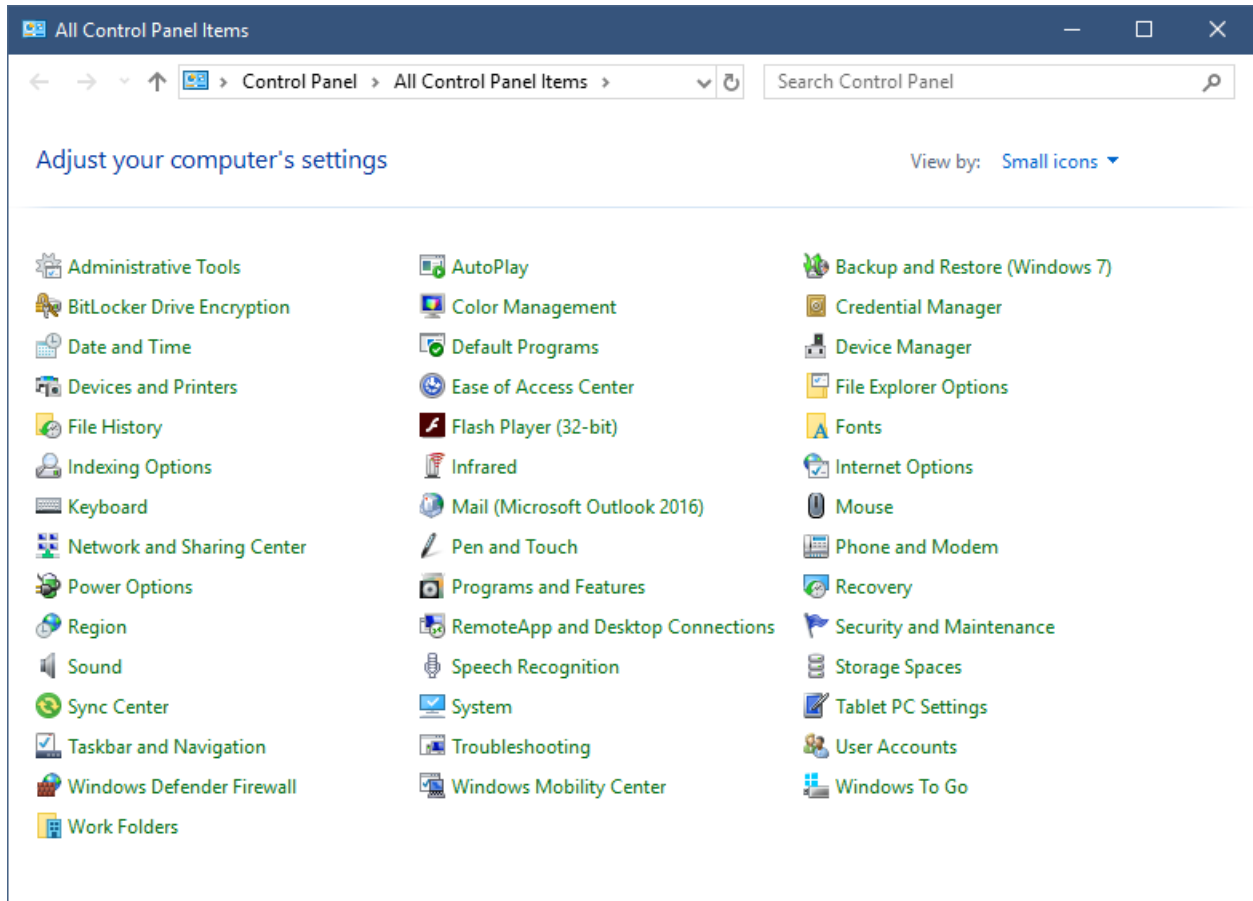 All Control Panel Items
Control Panel > All Control Panel Items >
Search Control Panel
Adjust your computer's settings
View by: Small icons
Administrative Tools
AutoPlay
Backup and Restore (Windows 7)
BitLocker Drive Encryption
Color Management
Credential Manager
Date and Time
Default Programs
Device Manager
Devices and Printers
Ease of Access Center
File Explorer Options
File History
Flash Player (32-bit)
Fonts
Indexing Options
Infrared
Internet Options
Keyboard
Mail (Microsoft Outlook 2016)
Mouse
Network and Sharing Center
Pen and Touch
Phone and Modem
Power Options
Programs and Features
Recovery
Region
RemoteApp and Desktop Connections
Security and Maintenance
Sound
Speech Recognition
Storage Spaces
Sync Center
System
Tablet PC Settings
Taskbar and Navigation
Troubleshooting
User Accounts
Windows Defender Firewall
Windows Mobility Center
Windows To Go
Work Folders